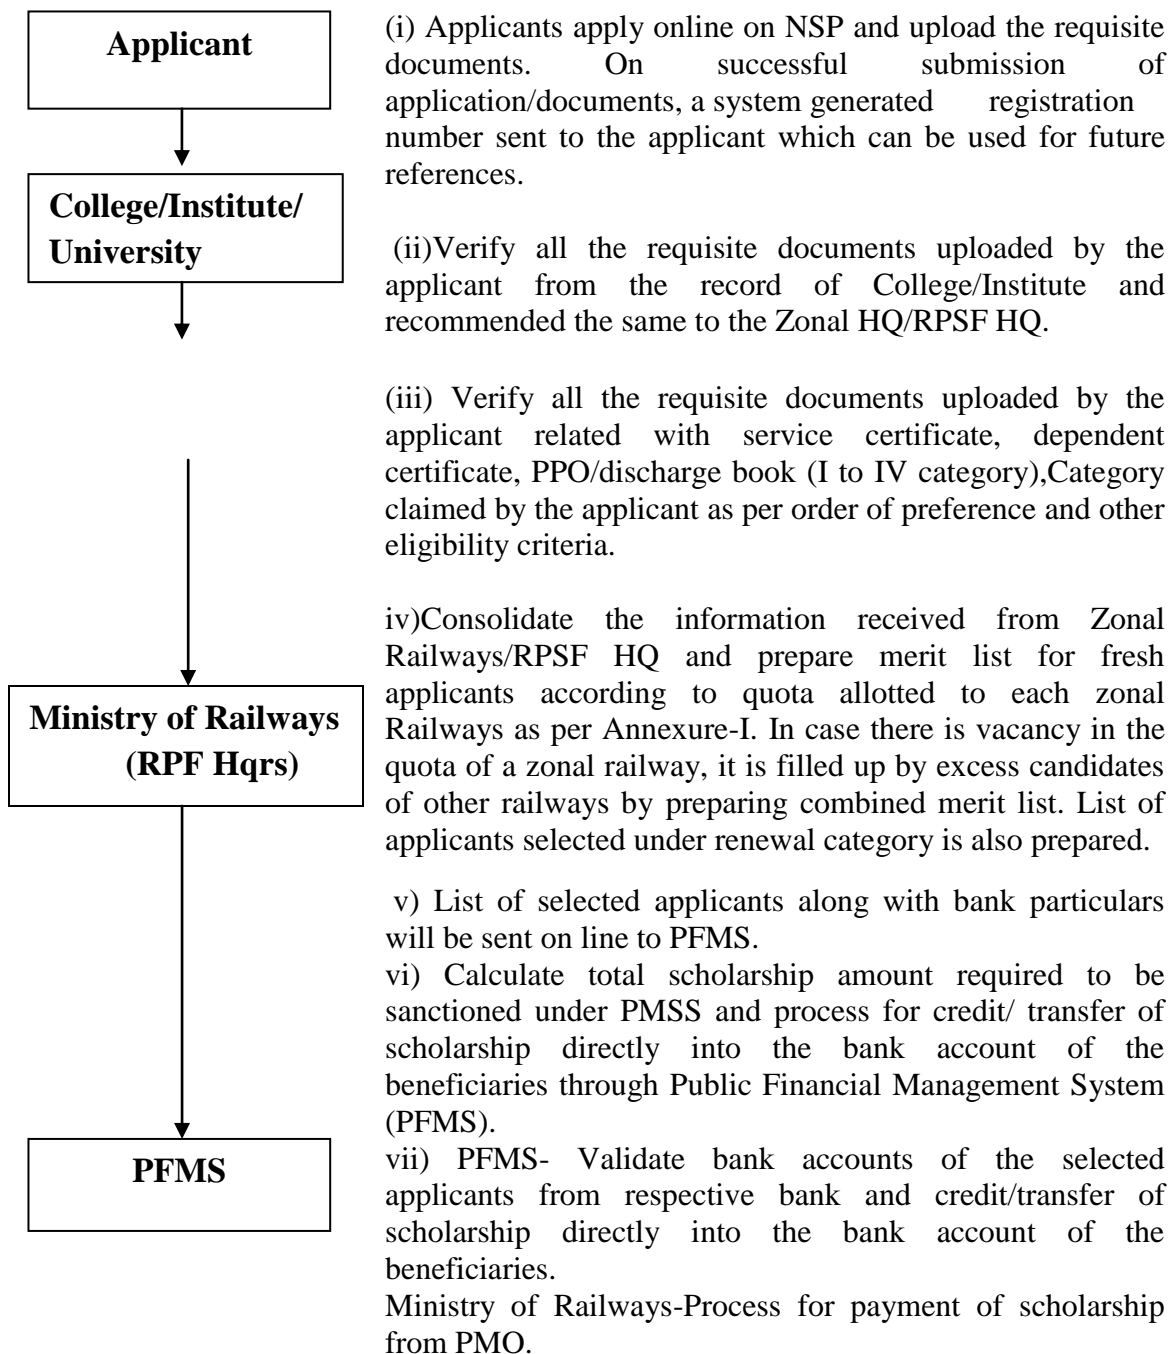 Applicant
(i) Applicants apply online on NSP and upload the requisite
documents. On successful submission of
application/documents, a system generated registration
number sent to the applicant which can be used for future
references.
College/Institute/
University
(ii)Verify all the requisite documents uploaded by the
applicant from the record of College/Institute and
recommended the same to the Zonal HQ/RPSF HQ.
(iii) Verify all the requisite documents uploaded by the
applicant related with service certificate, dependent
certificate, PPO/discharge book (I to IV category),Category
claimed by the applicant as per order of preference and other
eligibility criteria.
Ministry of Railways
(RPF Hqrs)
iv)Consolidate the information received from Zonal
Railways/RPSF HQ and prepare merit list for fresh
applicants according to quota allotted to each zonal
Railways as per Annexure-I. In case there is vacancy in the
quota of a zonal railway, it is filled up by excess candidates
of other railways by preparing combined merit list. List of
applicants selected under renewal category is also prepared.
v) List of selected applicants along with bank particulars
will be sent on line to PFMS.
vi) Calculate total scholarship amount required to be
sanctioned under PMSS and process for credit/ transfer of
scholarship directly into the bank account of the
beneficiaries through Public Financial Management System
(PFMS).
PFMS
vii) PFMS- Validate bank accounts of the selected
applicants from respective bank and credit/transfer of
scholarship directly into the bank account of the
beneficiaries.
Ministry of Railways-Process for payment of scholarship
from PMO.